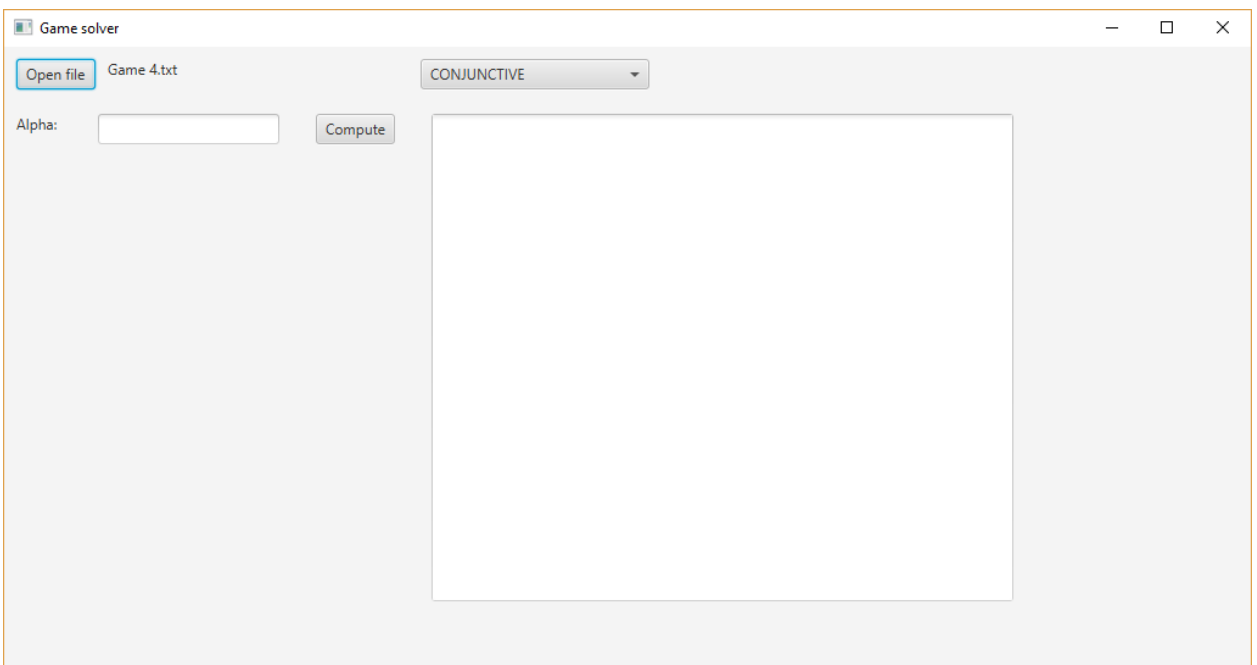 Game solver
Open file
Game 4.txt
CONJUNCTIVE
Alpha:
Compute